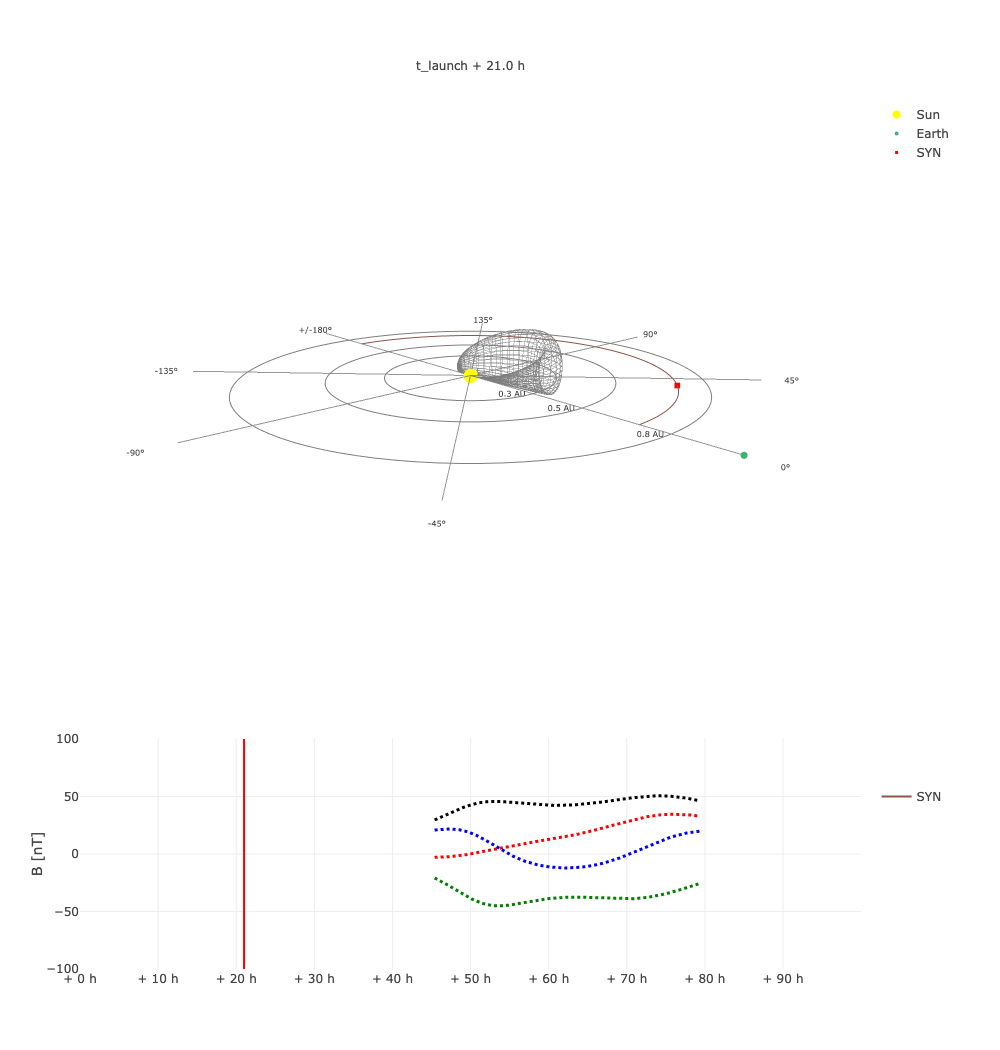 t_launch + 21.0 h
Sun
Earth
SYN
135°
+/-180°
90°
-135°
45°
0.3 AU
0.5 AU
0.8 AU
-90°
0°
-45°
100
50
SYN
0
B [nT]
−50
−100
+ 0 h
+ 10 h
+ 20 h
+ 30 h
+ 40 h
+ 50 h
+ 60 h
+ 70 h
+ 80 h
+ 90 h